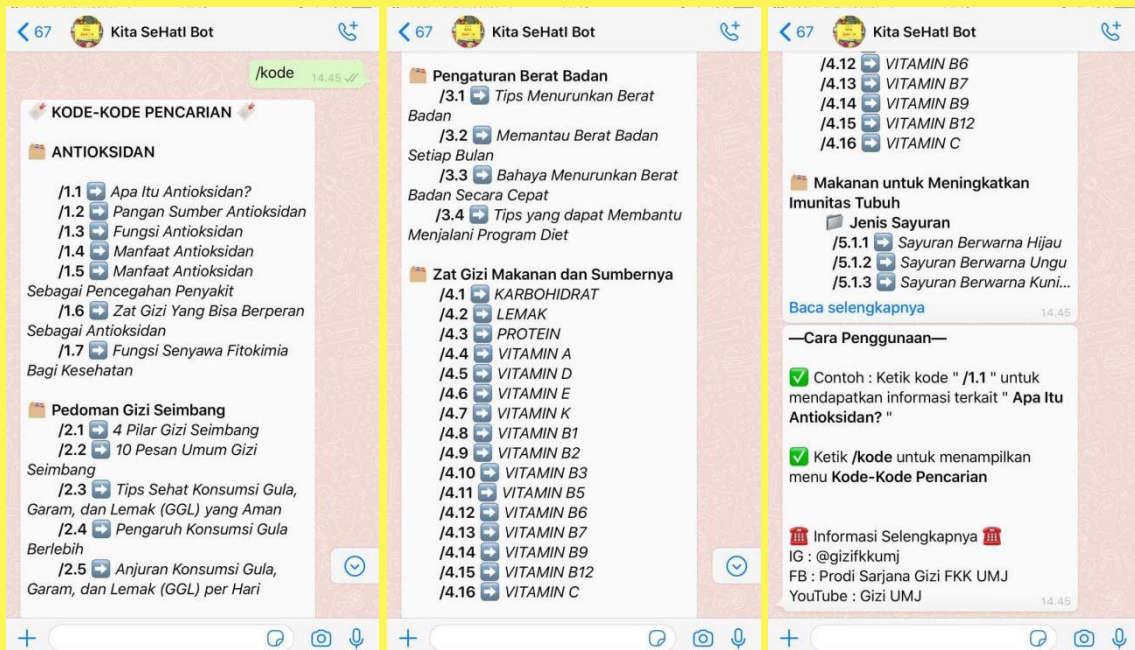 67 Kita SeHatI Bot
/kode 14.45
KODE-KODE PENCARIAN
ANTIOKSIDAN
/1.1 Apa Itu Antioksidan?
/1.2 Pangan Sumber Antioksidan
/1.3 Fungsi Antioksidan
/1.4 Manfaat Antioksidan
/1.5 Manfaat Antioksidan
Sebagai Pencegahan Penyakit
/1.6 Zat Gizi Yang Bisa Berperan
Sebagai Antioksidan
/1.7 Fungsi Senyawa Fitokimia
Bagi Kesehatan
Pedoman Gizi Seimbang
/2.1 4 Pilar Gizi Seimbang
/2.2 10 Pesan Umum Gizi
Seimbang
/2.3 Tips Sehat Konsumsi Gula,
Garam, dan Lemak (GGL) yang Aman
/2.4 Pengaruh Konsumsi Gula
Berlebih
/2.5 Anjuran Konsumsi Gula,
Garam, dan Lemak (GGL) per Hari
67 Kita SeHatI Bot
Pengaturan Berat Badan
/3.1 Tips Menurunkan Berat
Badan
/3.2 Memantau Berat Badan
Setiap Bulan
/3.3 Bahaya Menurunkan Berat
Badan Secara Cepat
/3.4 Tips yang dapat Membantu
Menjalani Program Diet
Zat Gizi Makanan dan Sumbernya
/4.1 KARBOHIDRAT
/4.2 LEMAK
/4.3 PROTEIN
/4.4 VITAMIN A
/4.5 VITAMIN D
/4.6 VITAMIN E
/4.7 VITAMIN K
/4.8 VITAMIN B1
/4.9 VITAMIN B2
/4.10 VITAMIN B3
/4.11 VITAMIN B5
/4.12 VITAMIN B6
/4.13 VITAMIN B7
/4.14 VITAMIN B9
/4.15 VITAMIN B12
/4.16 VITAMIN C
67 Kita SeHatI Bot
/4.12 VITAMIN B6
/4.13 VITAMIN B7
/4.14 VITAMIN B9
/4.15 VITAMIN B12
/4.16 VITAMIN C
Makanan untuk Meningkatkan
Imunitas Tubuh
Jenis Sayuran
/5.1.1 Sayuran Berwarna Hijau
/5.1.2 Sayuran Berwarna Ungu
/5.1.3 Sayuran Berwarna Kuni...
Baca selengkapnya 14.45
—Cara Penggunaan—
Contoh : Ketik kode " /1.1 " untuk
mendapatkan informasi terkait " Apa Itu
Antioksidan? "
Ketik /kode untuk menampilkan
menu Kode-Kode Pencarian
Informasi Selengkapnya
IG : @gizifkkumj
FB : Prodi Sarjana Gizi FKK UMJ
YouTube : Gizi UMJ
14.45